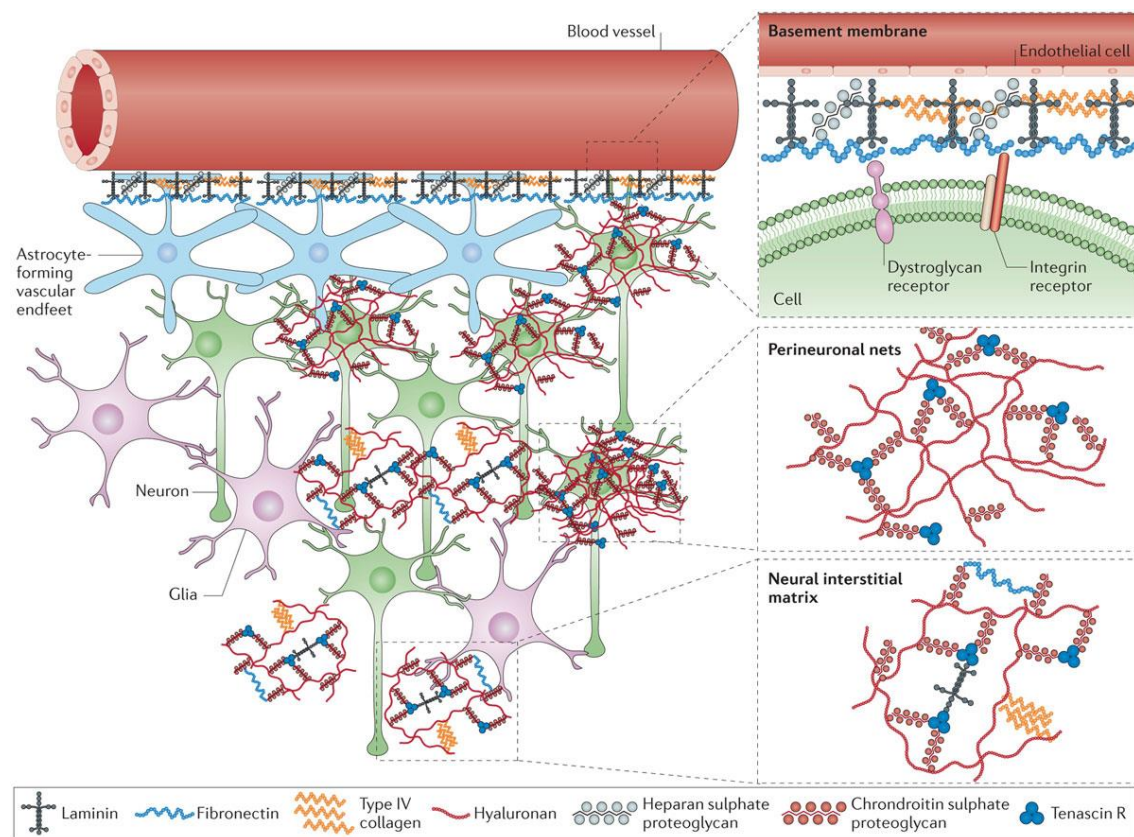 Blood vessel
Astrocyte-
forming
vascular
endfeet
Neuron
Glia
Basement membrane
Endothelial cell
Dystroglycan
receptor
Integrin
receptor
Cell
Perineuronal nets
Neural interstitial
matrix
Laminin
Fibronectin
Type IV
collagen
Hyaluronan
Heparan sulphate
proteoglycan
Chrondroitin sulphate
proteoglycan
Tenascin R